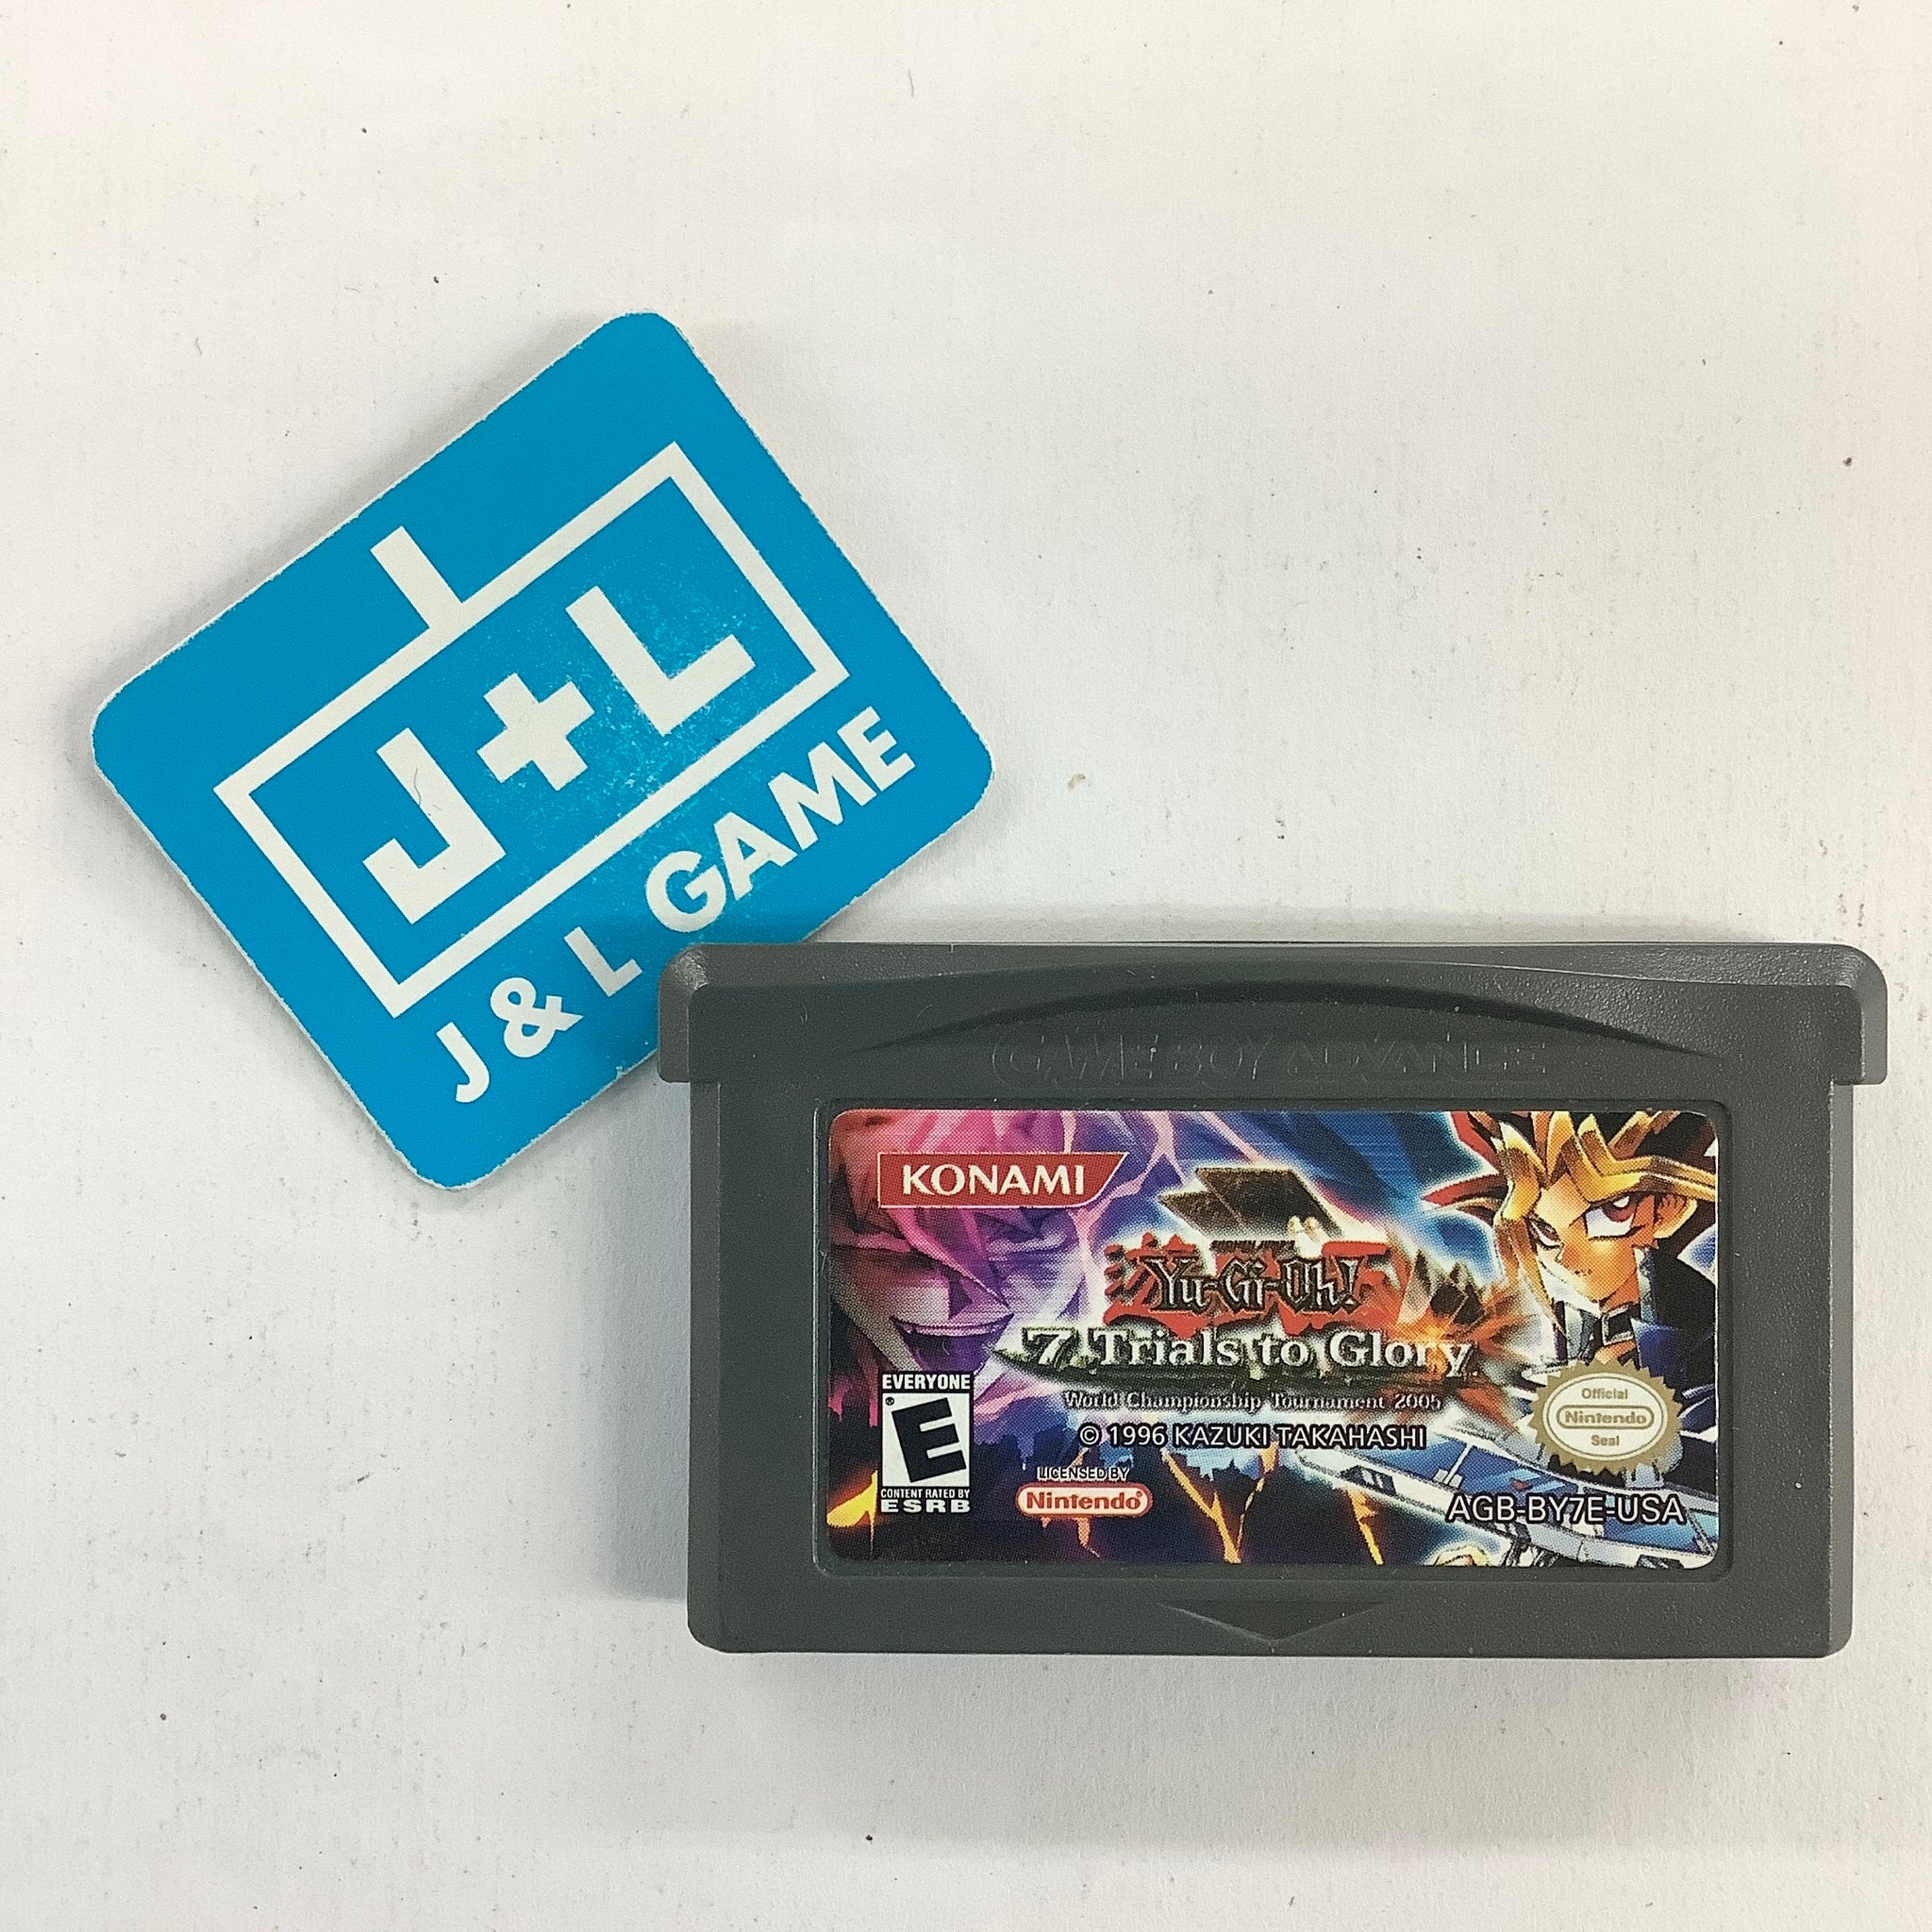 J+L
J & L GAME
GAME BOY ADVANCE
KONAMI
Yu-Gi-Oh!
7 Trials to Glory
World Championship Tournament 2005
© 1996 KAZUKI TAKAHASHI
EVERYONE
E
CONTENT RATED BY
ESRB
LICENSED BY
Nintendo®
Official
Nintendo
Seal
AGB-BY7E-USA